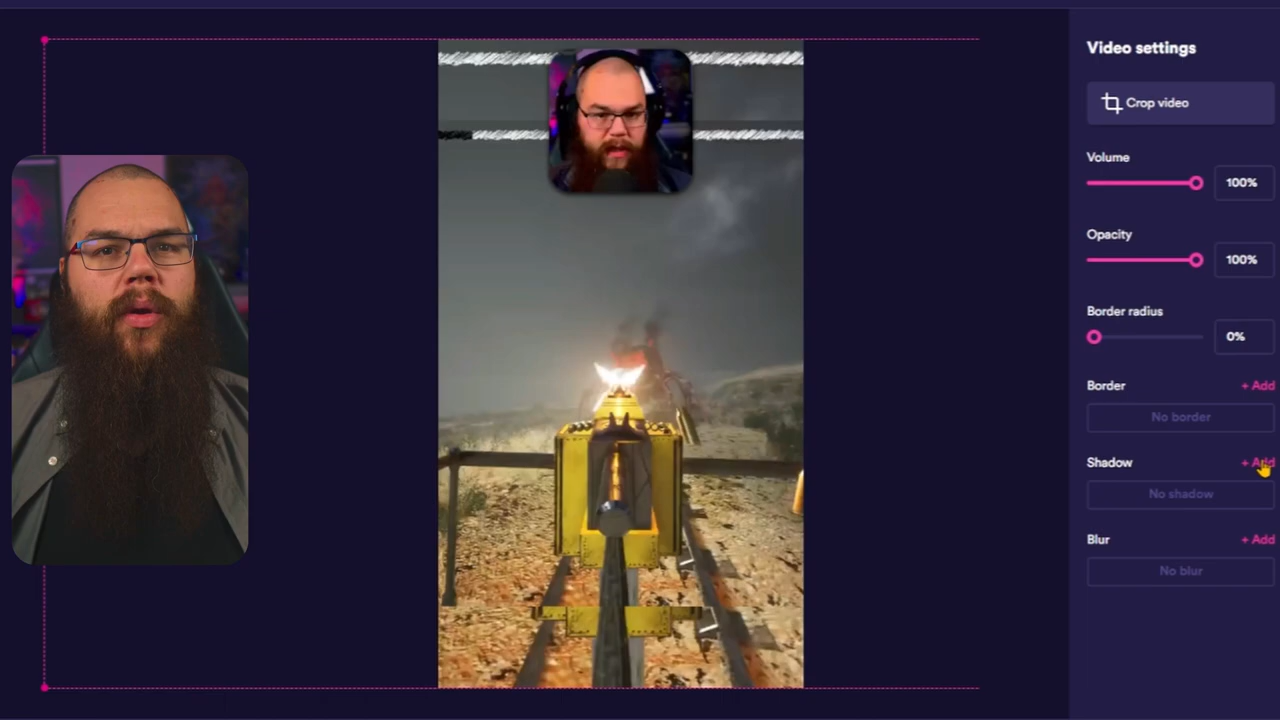 Video settings
Crop video
Volume
100%
Opacity
100%
Border radius
0%
Border + Add
No border
Shadow + Add
No shadow
Blur + Add
No blur